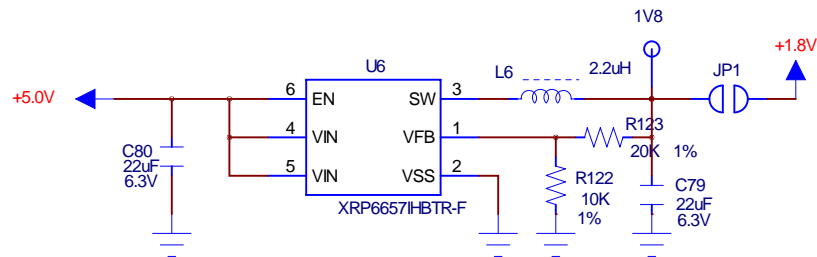 1V8
+1.8V
U6
L6
2.2uH
JP1
+5.0V
6
EN
SW
3
4
VIN
VFB
1
R123
20K
1%
C80
22uF
6.3V
5
VIN
VSS
2
R122
10K
1%
C79
22uF
6.3V
XRP6657IHBTR-F